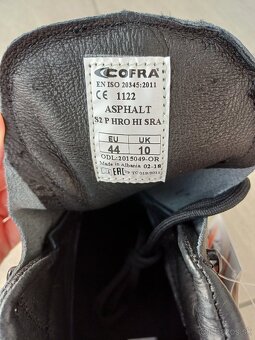 COFRA
EN ISO 20345:2011
CE 1122
ASPHALT
S2 P HRO HI SRA
EU UK
44 10
ODL:2015049-OR
Made in Albania 02-18
EAC